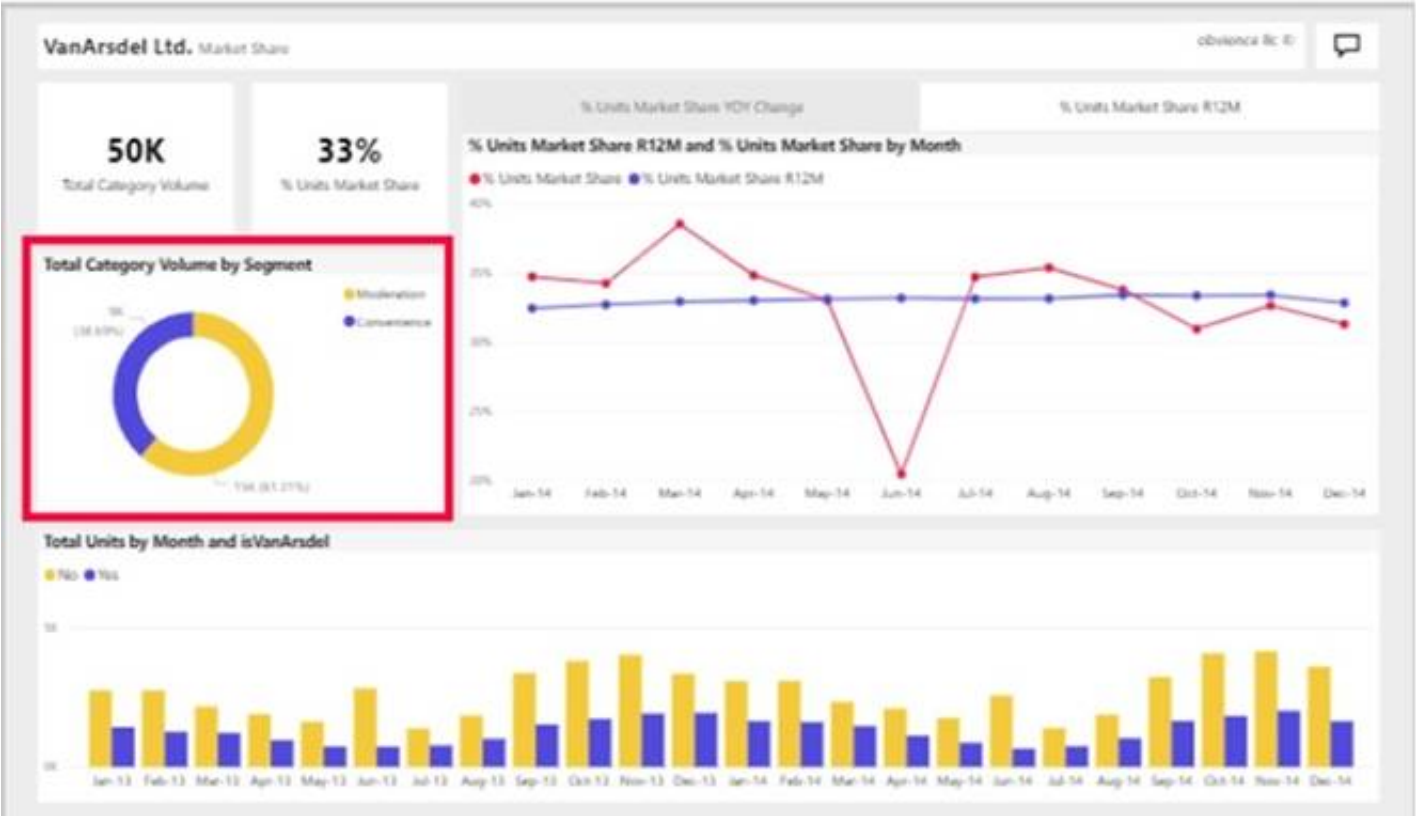 VanArsdel Ltd. Market Share
obvience llc ©
50K
Total Category Volume
33%
% Units Market Share
% Units Market Share YOY Change
% Units Market Share R12M
% Units Market Share R12M and % Units Market Share by Month
% Units Market Share % Units Market Share R12M
40%
35%
30%
25%
20%
Jan-14 Feb-14 Mar-14 Apr-14 May-14 Jun-14 Jul-14 Aug-14 Sep-14 Oct-14 Nov-14 Dec-14
Total Category Volume by Segment
Moderation
Convenience
Total Units by Month and isVanArsdel
No Yes
5K
0K
Jan-13 Feb-13 Mar-13 Apr-13 May-13 Jun-13 Jul-13 Aug-13 Sep-13 Oct-13 Nov-13 Dec-13 Jan-14 Feb-14 Mar-14 Apr-14 May-14 Jun-14 Jul-14 Aug-14 Sep-14 Oct-14 Nov-14 Dec-14